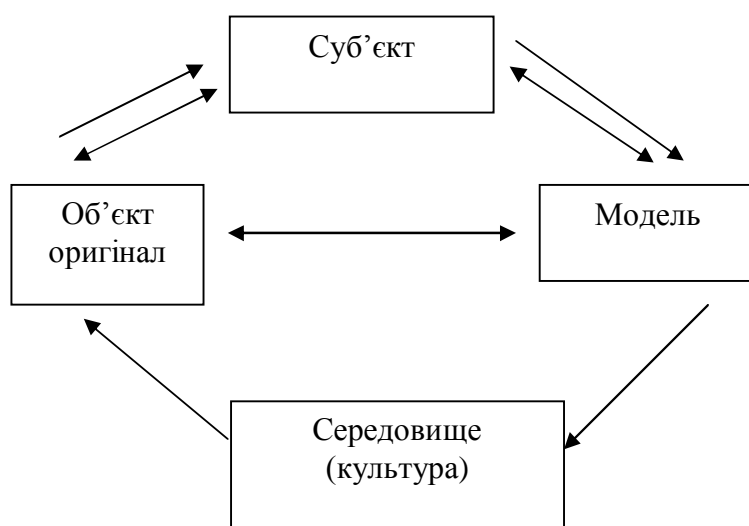 Суб’єкт
Об’єкт
оригінал
Модель
Середовище
(культура)